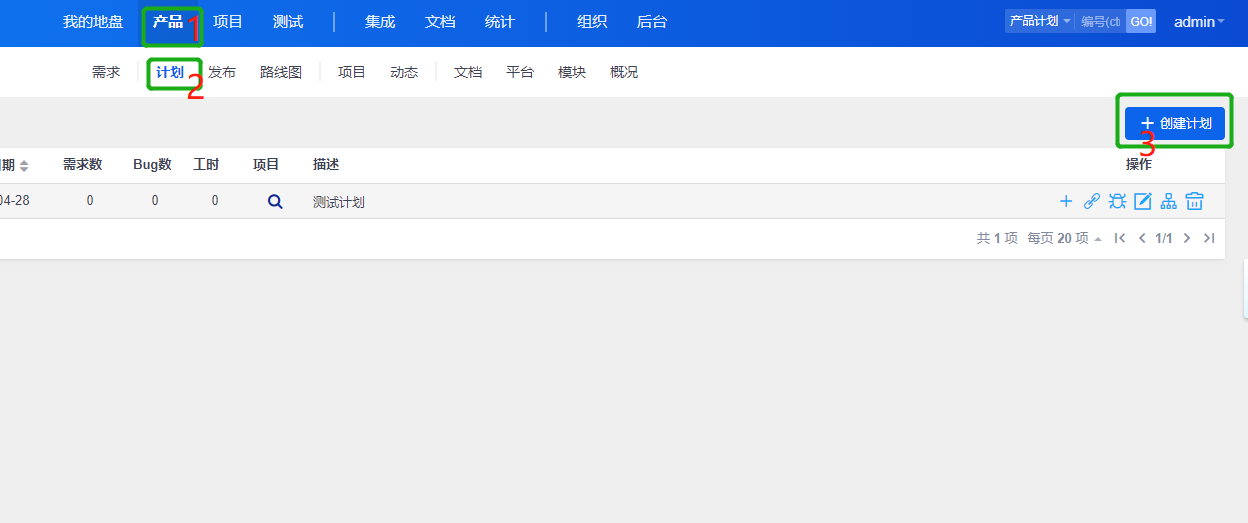 我的地盘 产品 项目 测试 集成 文档 统计 组织 后台 产品计划 编号(ct GO! admin
1
需求 计划 发布 路线图 项目 动态 文档 平台 模块 概况
2
创建计划
3
期 需求数 Bug数 工时 项目 描述 操作
04-28 0 0 0 测试计划
共 1 项 每页 20 项 1/1